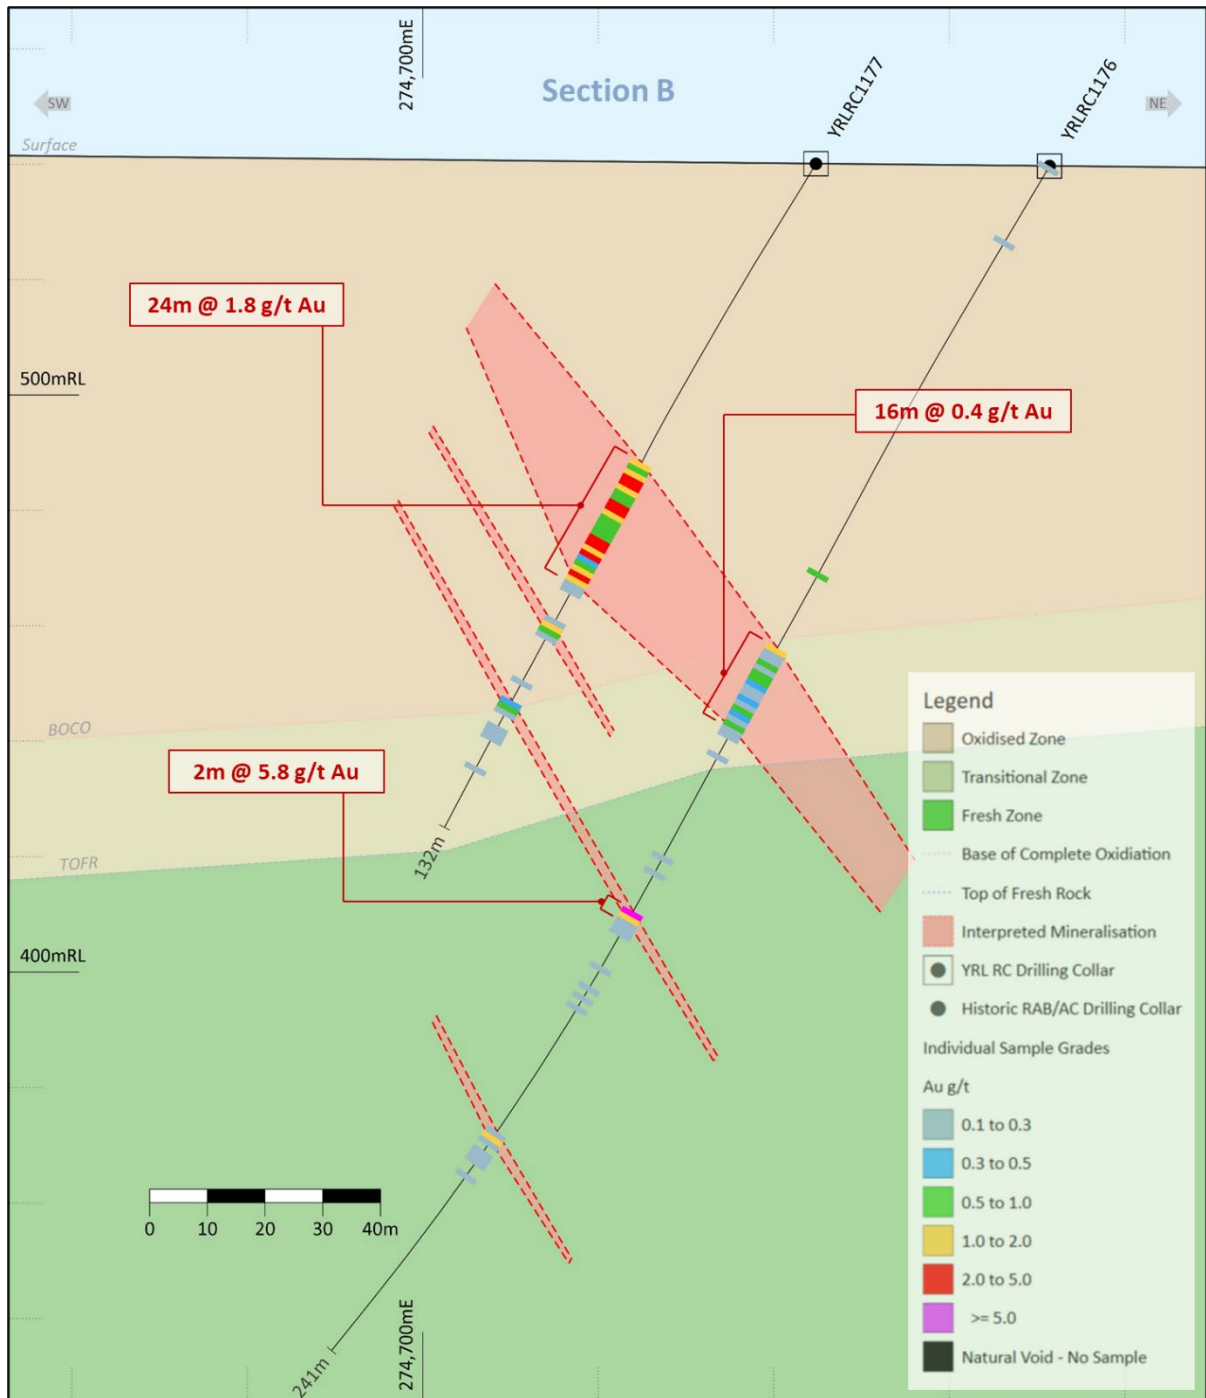 274,700mE
Section B
YRLRC1177
YRLRC1176
SW
NE
Surface
24m @ 1.8 g/t Au
500mRL
16m @ 0.4 g/t Au
BOCO
2m @ 5.8 g/t Au
132m
TOFR
400mRL
0 10 20 30 40m
274,700mE
241m
Legend
Oxidised Zone
Transitional Zone
Fresh Zone
Base of Complete Oxidiation
Top of Fresh Rock
Interpreted Mineralisation
YRL RC Drilling Collar
Historic RAB/AC Drilling Collar
Individual Sample Grades
Au g/t
0.1 to 0.3
0.3 to 0.5
0.5 to 1.0
1.0 to 2.0
2.0 to 5.0
>= 5.0
Natural Void - No Sample